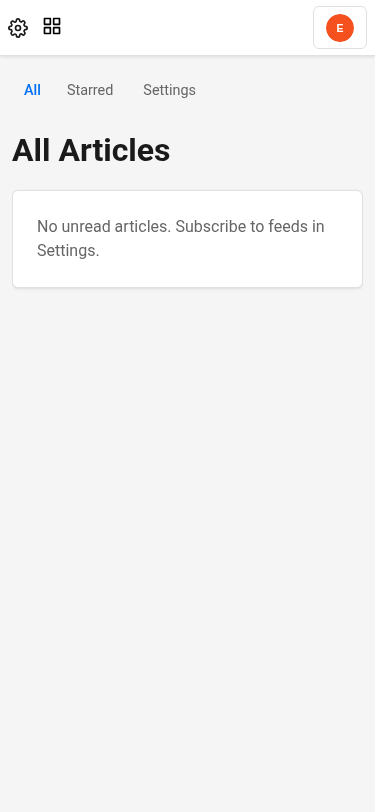 E
All Starred Settings
All Articles
No unread articles. Subscribe to feeds in
Settings.